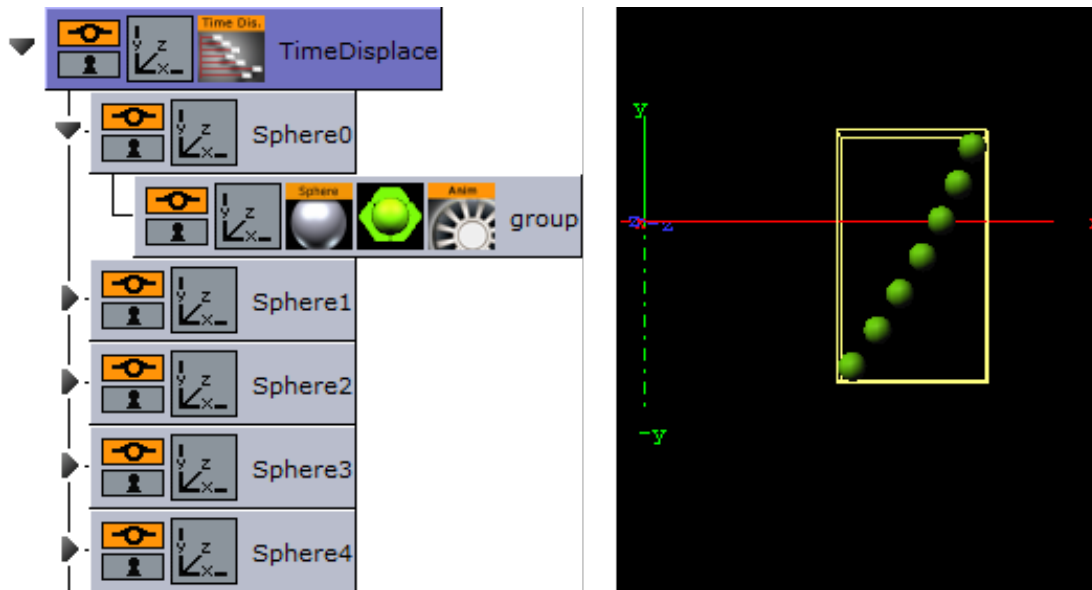 Time Dis.
y z
x
TimeDisplace
y z
x
Sphere0
y z
x
Sphere
Anim
group
y z
x
Sphere1
y z
x
Sphere2
y z
x
Sphere3
y z
x
Sphere4
y
-z
-y